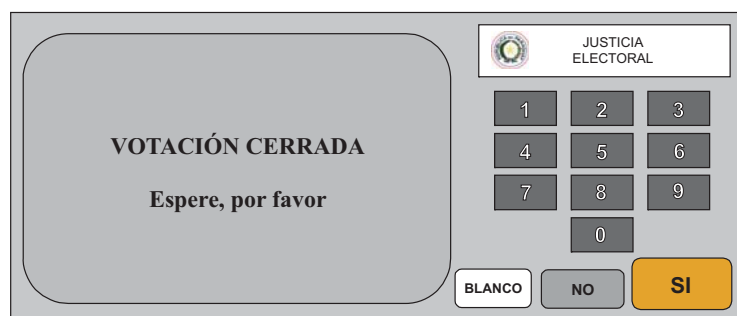 VOTACIÓN CERRADA
Espere, por favor
JUSTICIA
ELECTORAL
1 2 3
4 5 6
7 8 9
0
BLANCO NO SI